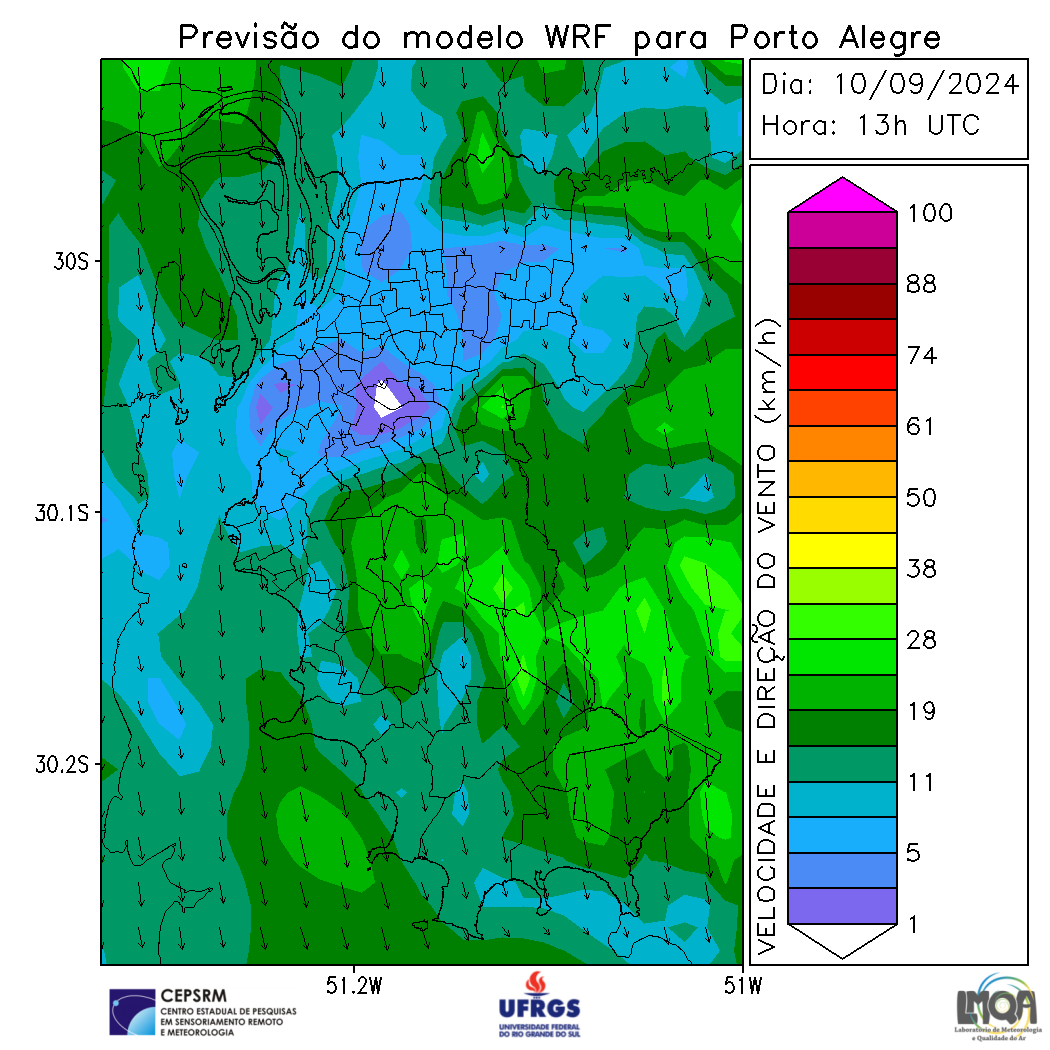 Previsão do modelo WRF para Porto Alegre
Dia: 10/09/2024
Hora: 13h UTC
30S
30.1S
30.2S
51.2W
51W
VELOCIDADE E DIREÇÃO DO VENTO (km/h)
100
88
74
61
50
38
28
19
11
5
1
CEPSRM
CENTRO ESTADUAL DE PESQUISAS
EM SENSORIAMENTO REMOTO
E METEOROLOGIA
UFRGS
UNIVERSIDADE FEDERAL
DO RIO GRANDE DO SUL
LMQA
Laboratório de Meteorologia
e Qualidade do Ar